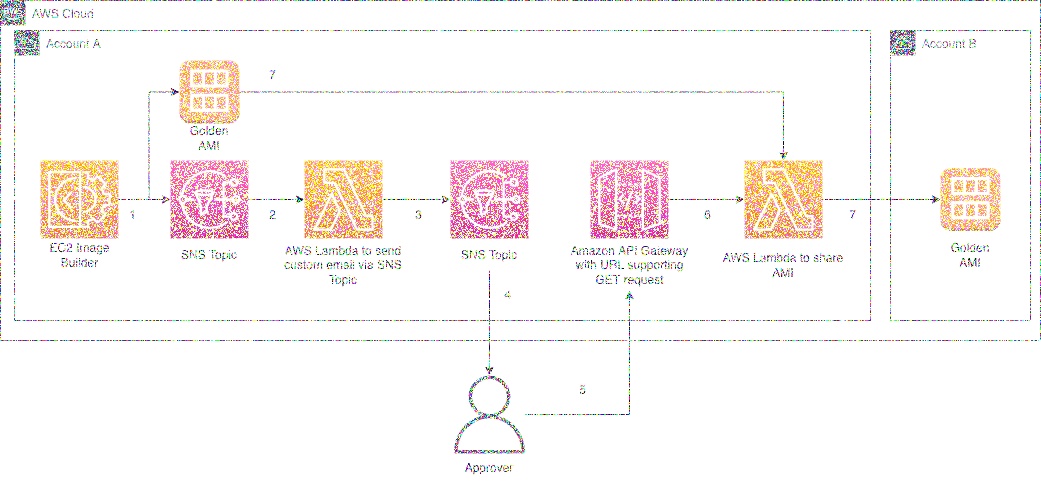 AWS Cloud
Account A
Account B
7
Golden
AMI
1
2
3
6
7
EC2 Image
Builder
SNS Topic
AWS Lambda to send
custom email via SNS
Topic
SNS Topic
Amazon API Gateway
with URL supporting
GET request
AWS Lambda to share
AMI
Golden
AMI
4
5
Approver